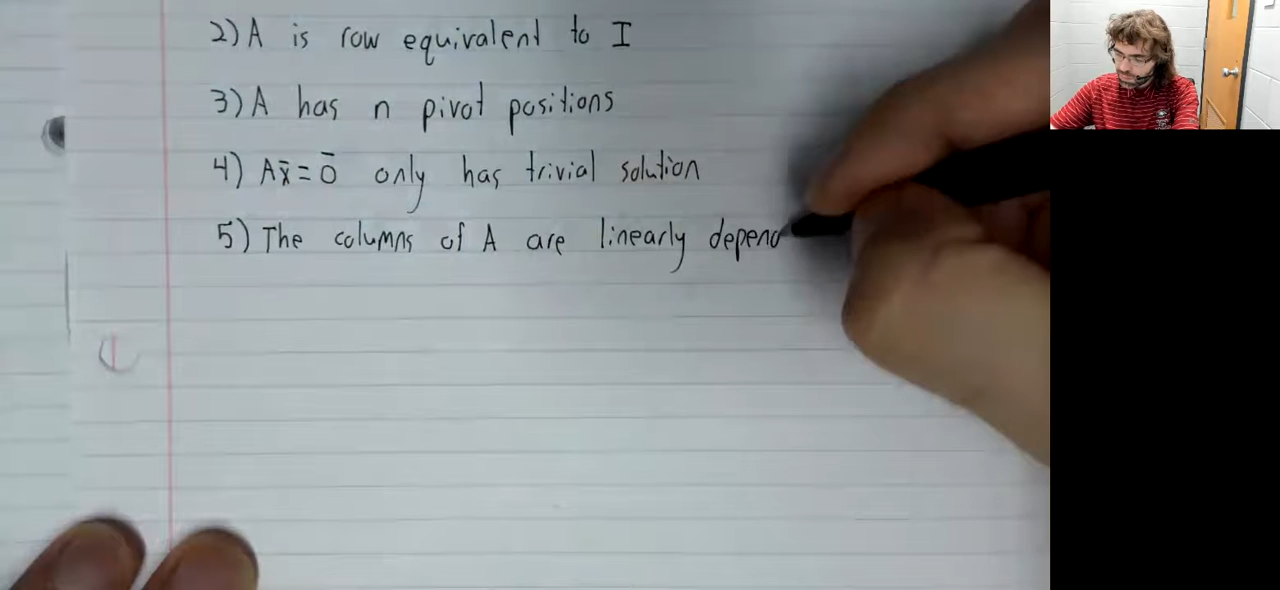 2) A is row equivalent to I
3) A has n pivot positions
4) Ax̄ = 0̄ only has trivial solution
5) The columns of A are linearly depend